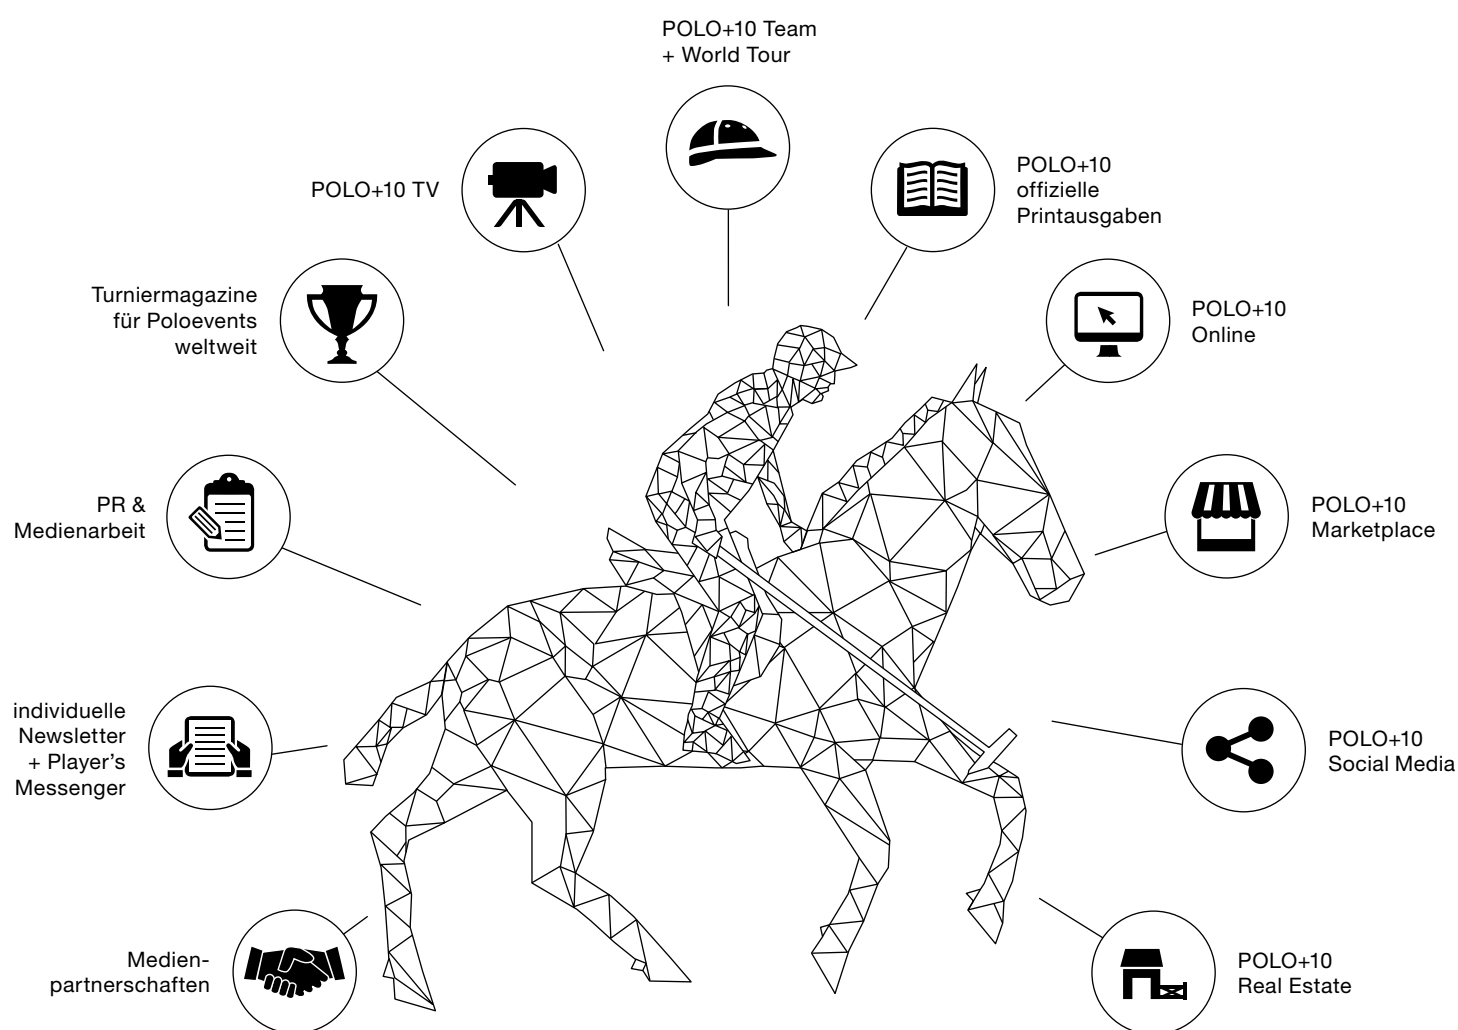 POLO+10 Team
+ World Tour
POLO+10 TV
POLO+10
offizielle
Printausgaben
Turniermagazine
für Poloevents
weltweit
POLO+10
Online
PR &
Medienarbeit
POLO+10
Marketplace
individuelle
Newsletter
+ Player’s
Messenger
POLO+10
Social Media
Medien-
partnerschaften
POLO+10
Real Estate